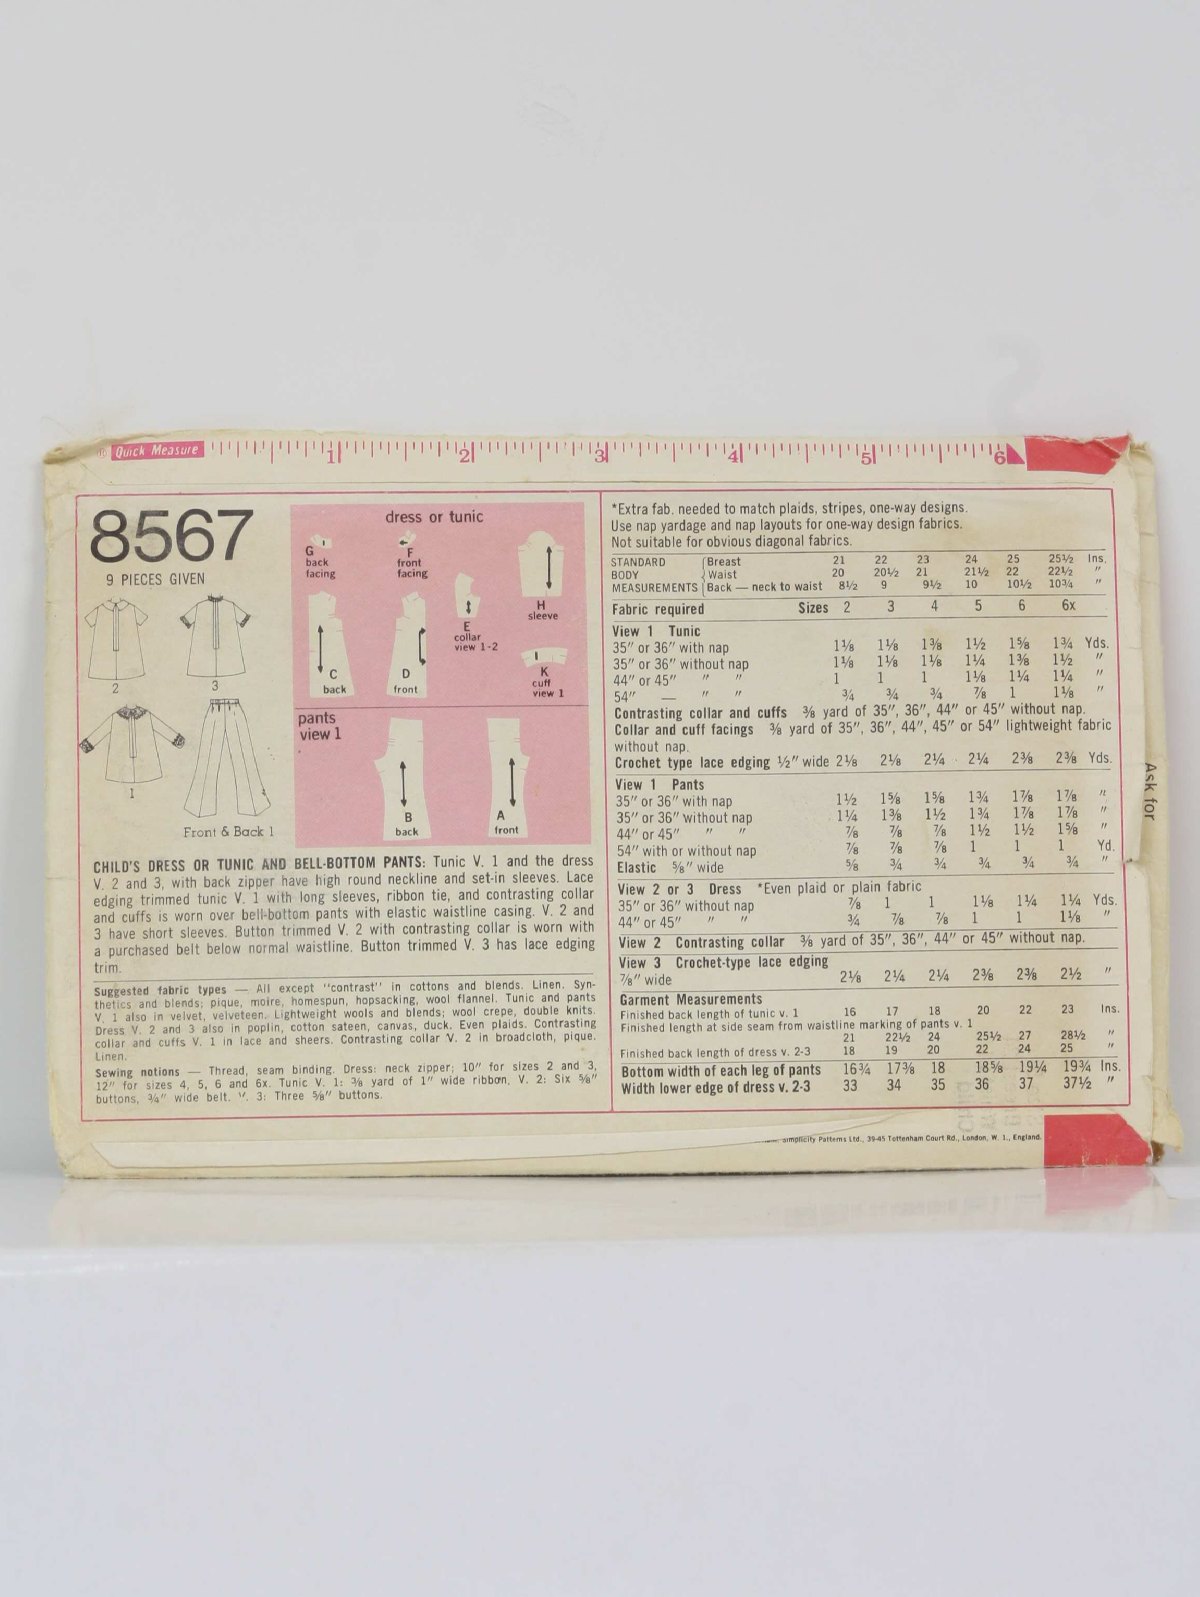 Quick Measure 1 2 3 4 5 6
8567
9 PIECES GIVEN
2
3
1
Front & Back 1
dress or tunic
G
back
facing
F
front
facing
H
sleeve
E
collar
view 1-2
C
back
D
front
K
cuff
view 1
pants
view 1
B
back
A
front
CHILD'S DRESS OR TUNIC AND BELL-BOTTOM PANTS: Tunic V. 1 and the dress
V. 2 and 3, with back zipper have high round neckline and set-in sleeves. Lace
edging trimmed tunic V. 1 with long sleeves, ribbon tie, and contrasting collar
and cuffs is worn over bell-bottom pants with elastic waistline casing. V. 2 and
3 have short sleeves. Button trimmed V. 2 with contrasting collar is worn with
a purchased belt below normal waistline. Button trimmed V. 3 has lace edging
trim.
Suggested fabric types — All except "contrast" in cottons and blends. Linen. Syn-
thetics and blends; pique, moire, homespun, hopsacking, wool flannel. Tunic and pants
V. 1 also in velvet, velveteen. Lightweight wools and blends; wool crepe, double knits.
Dress V. 2 and 3 also in poplin, cotton sateen, canvas, duck. Even plaids. Contrasting
collar and cuffs V. 1 in lace and sheers. Contrasting collar V. 2 in broadcloth, pique.
Linen.
Sewing notions — Thread, seam binding. Dress: neck zipper; 10" for sizes 2 and 3,
12" for sizes 4, 5, 6 and 6x. Tunic V. 1: ⅜ yard of 1" wide ribbon, V. 2: Six ⅝"
buttons, ¾" wide belt. V. 3: Three ⅝" buttons.
*Extra fab. needed to match plaids, stripes, one-way designs.
Use nap yardage and nap layouts for one-way design fabrics.
Not suitable for obvious diagonal fabrics.
STANDARD Breast 21 22 23 24 25 25½ Ins.
BODY Waist 20 20½ 21 21½ 22 22½ "
MEASUREMENTS Back — neck to waist 8½ 9 9½ 10 10½ 10¾ "
Fabric required Sizes 2 3 4 5 6 6x
View 1 Tunic
35" or 36" with nap 1⅛ 1⅛ 1⅜ 1½ 1⅝ 1¾ Yds.
35" or 36" without nap 1⅛ 1⅛ 1⅛ 1¼ 1⅜ 1½ "
44" or 45" " " 1 1 1 1⅛ 1¼ 1¼ "
54" — " " ¾ ¾ ¾ ⅞ 1 1⅛ "
Contrasting collar and cuffs ⅜ yard of 35", 36", 44" or 45" without nap.
Collar and cuff facings ⅜ yard of 35", 36", 44", 45" or 54" lightweight fabric
without nap.
Crochet type lace edging ½" wide 2⅛ 2⅛ 2¼ 2¼ 2⅜ 2⅜ Yds.
View 1 Pants
35" or 36" with nap 1½ 1⅝ 1⅝ 1¾ 1⅞ 1⅞ "
35" or 36" without nap 1¼ 1⅜ 1½ 1¾ 1⅞ 1⅞ "
44" or 45" " " ⅞ ⅞ ⅞ 1½ 1½ 1⅝ "
54" with or without nap ⅞ ⅞ ⅞ 1 1 1 Yd.
Elastic ⅝" wide ⅝ ¾ ¾ ¾ ¾ ¾ "
View 2 or 3 Dress *Even plaid or plain fabric
35" or 36" without nap ⅞ 1 1 1⅛ 1¼ 1¼ Yds.
44" or 45" " " ¾ ⅞ ⅞ 1 1 1⅛ "
View 2 Contrasting collar ⅜ yard of 35", 36", 44" or 45" without nap.
View 3 Crochet-type lace edging
⅞" wide 2⅛ 2¼ 2¼ 2⅜ 2⅜ 2½ "
Garment Measurements
Finished back length of tunic v. 1 16 17 18 20 22 23 Ins.
Finished length at side seam from waistline marking of pants v. 1
21 22½ 24 25½ 27 28½ "
Finished back length of dress v. 2-3 18 19 20 22 24 25 "
Bottom width of each leg of pants 16¾ 17⅜ 18 18⅝ 19¼ 19¾ Ins.
Width lower edge of dress v. 2-3 33 34 35 36 37 37½ "
Simplicity Patterns Ltd., 39-45 Tottenham Court Rd., London, W. 1., England.
Ask for